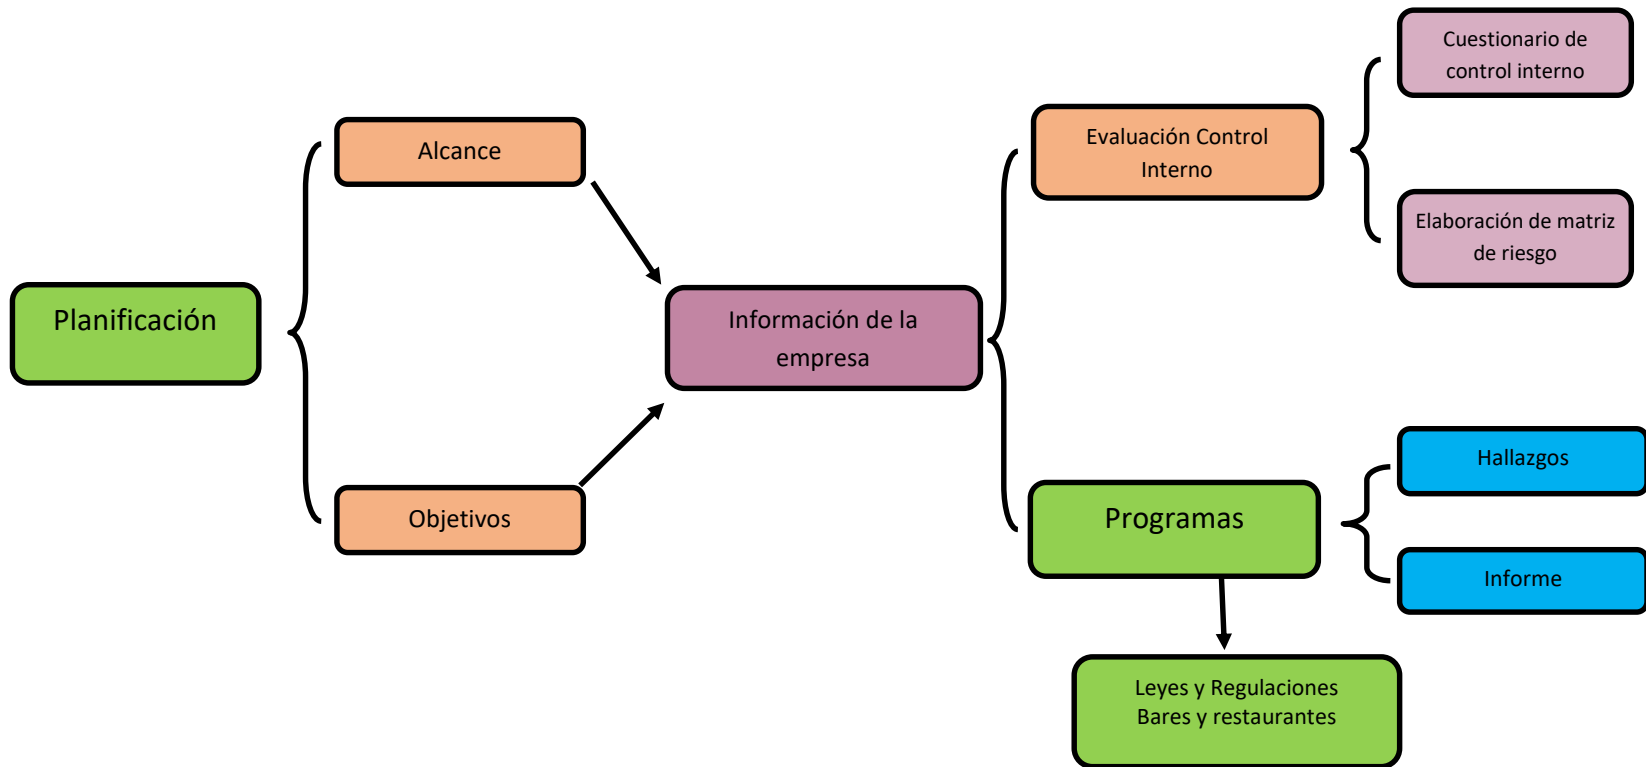 Planificación
Alcance
Objetivos
Información de la
empresa
Evaluación Control
Interno
Cuestionario de
control interno
Elaboración de matriz
de riesgo
Programas
Hallazgos
Informe
Leyes y Regulaciones
Bares y restaurantes